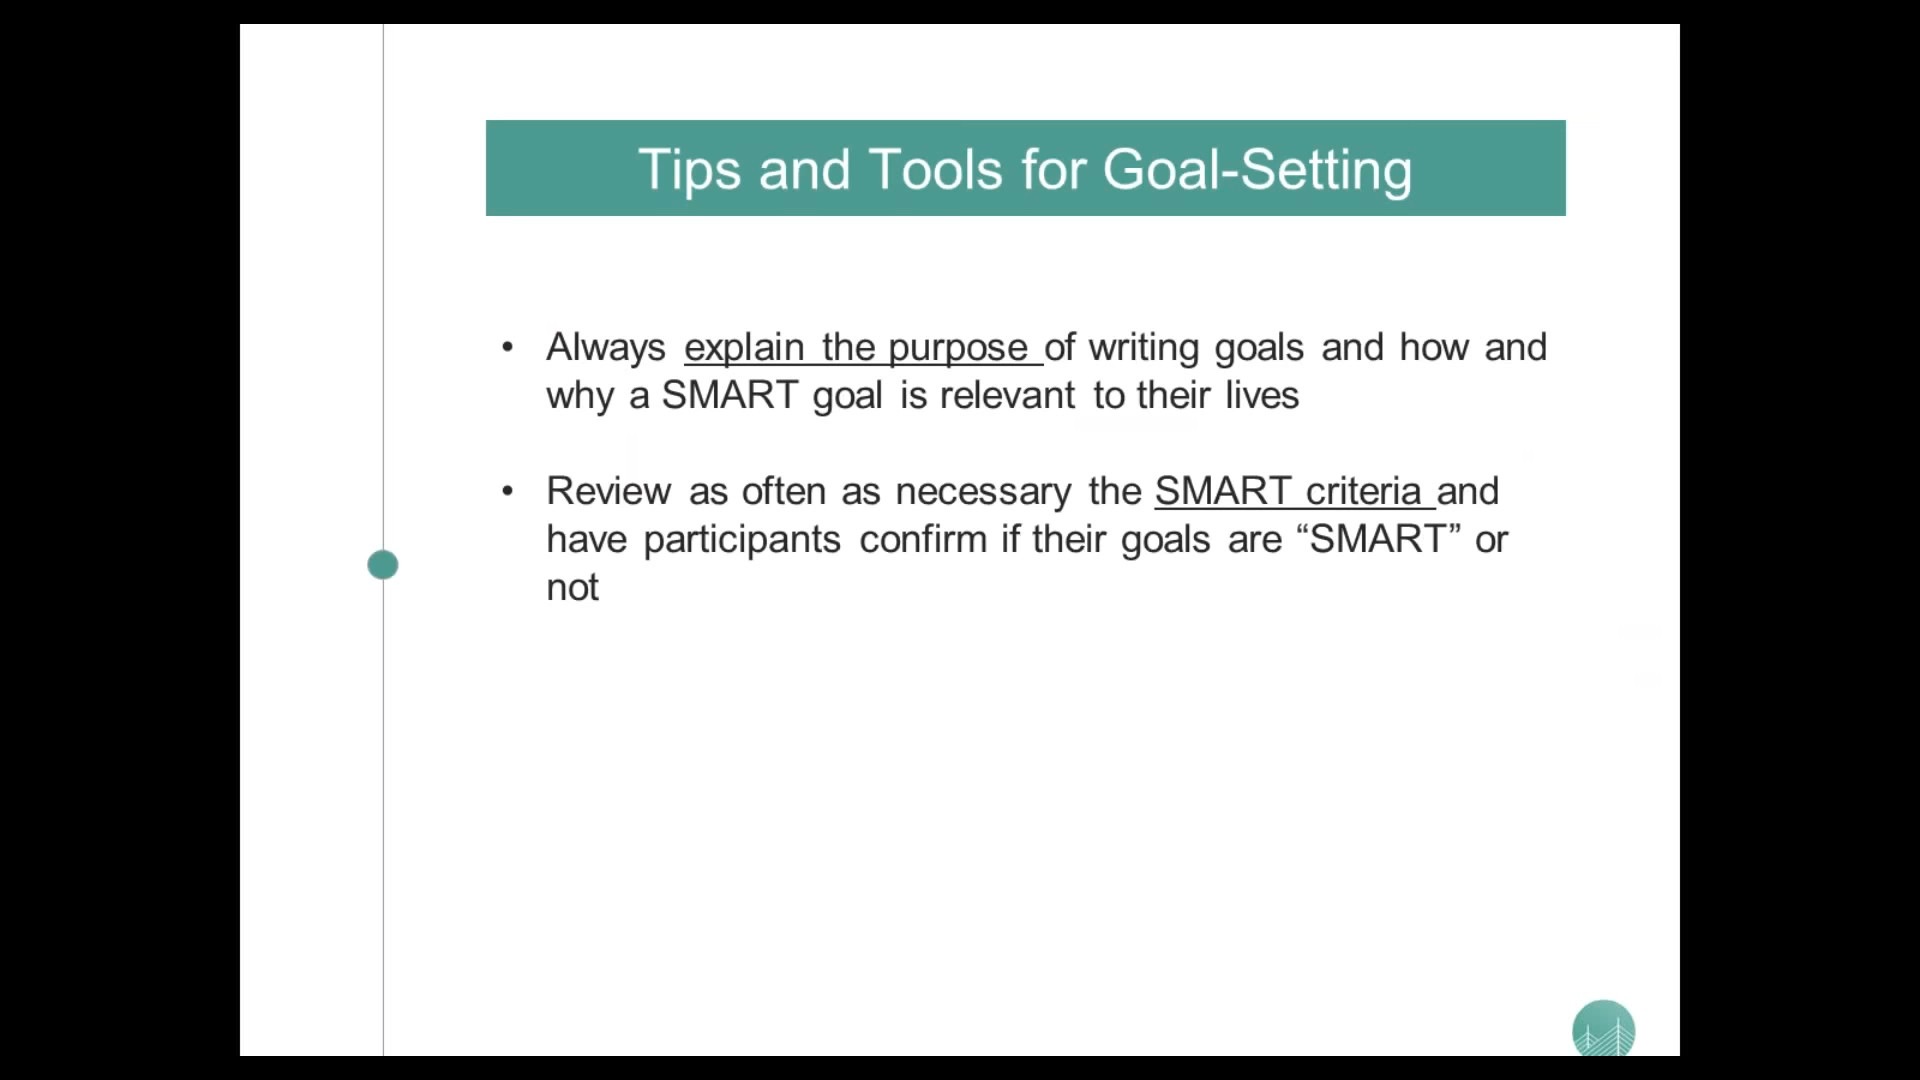 Tips and Tools for Goal-Setting
• Always explain the purpose of writing goals and how and
why a SMART goal is relevant to their lives
• Review as often as necessary the SMART criteria and
have participants confirm if their goals are “SMART” or
not